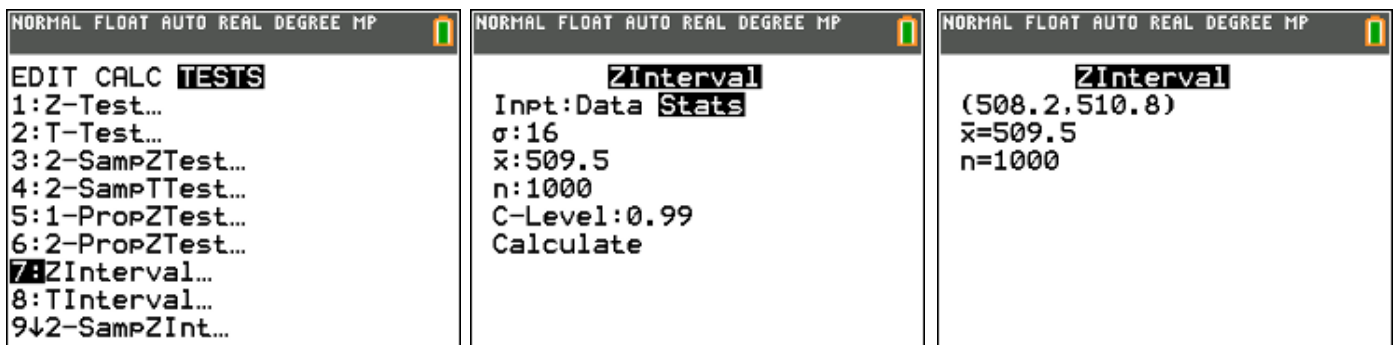 NORMAL FLOAT AUTO REAL DEGREE MP
EDIT CALC TESTS
1:Z-Test…
2:T-Test…
3:2-SampZTest…
4:2-SampTTest…
5:1-PropZTest…
6:2-PropZTest…
7:ZInterval…
8:TInterval…
9↓2-SampZInt…
NORMAL FLOAT AUTO REAL DEGREE MP
ZInterval
Inpt:Data Stats
σ:16
x̄:509.5
n:1000
C-Level:0.99
Calculate
NORMAL FLOAT AUTO REAL DEGREE MP
ZInterval
(508.2,510.8)
x̄=509.5
n=1000